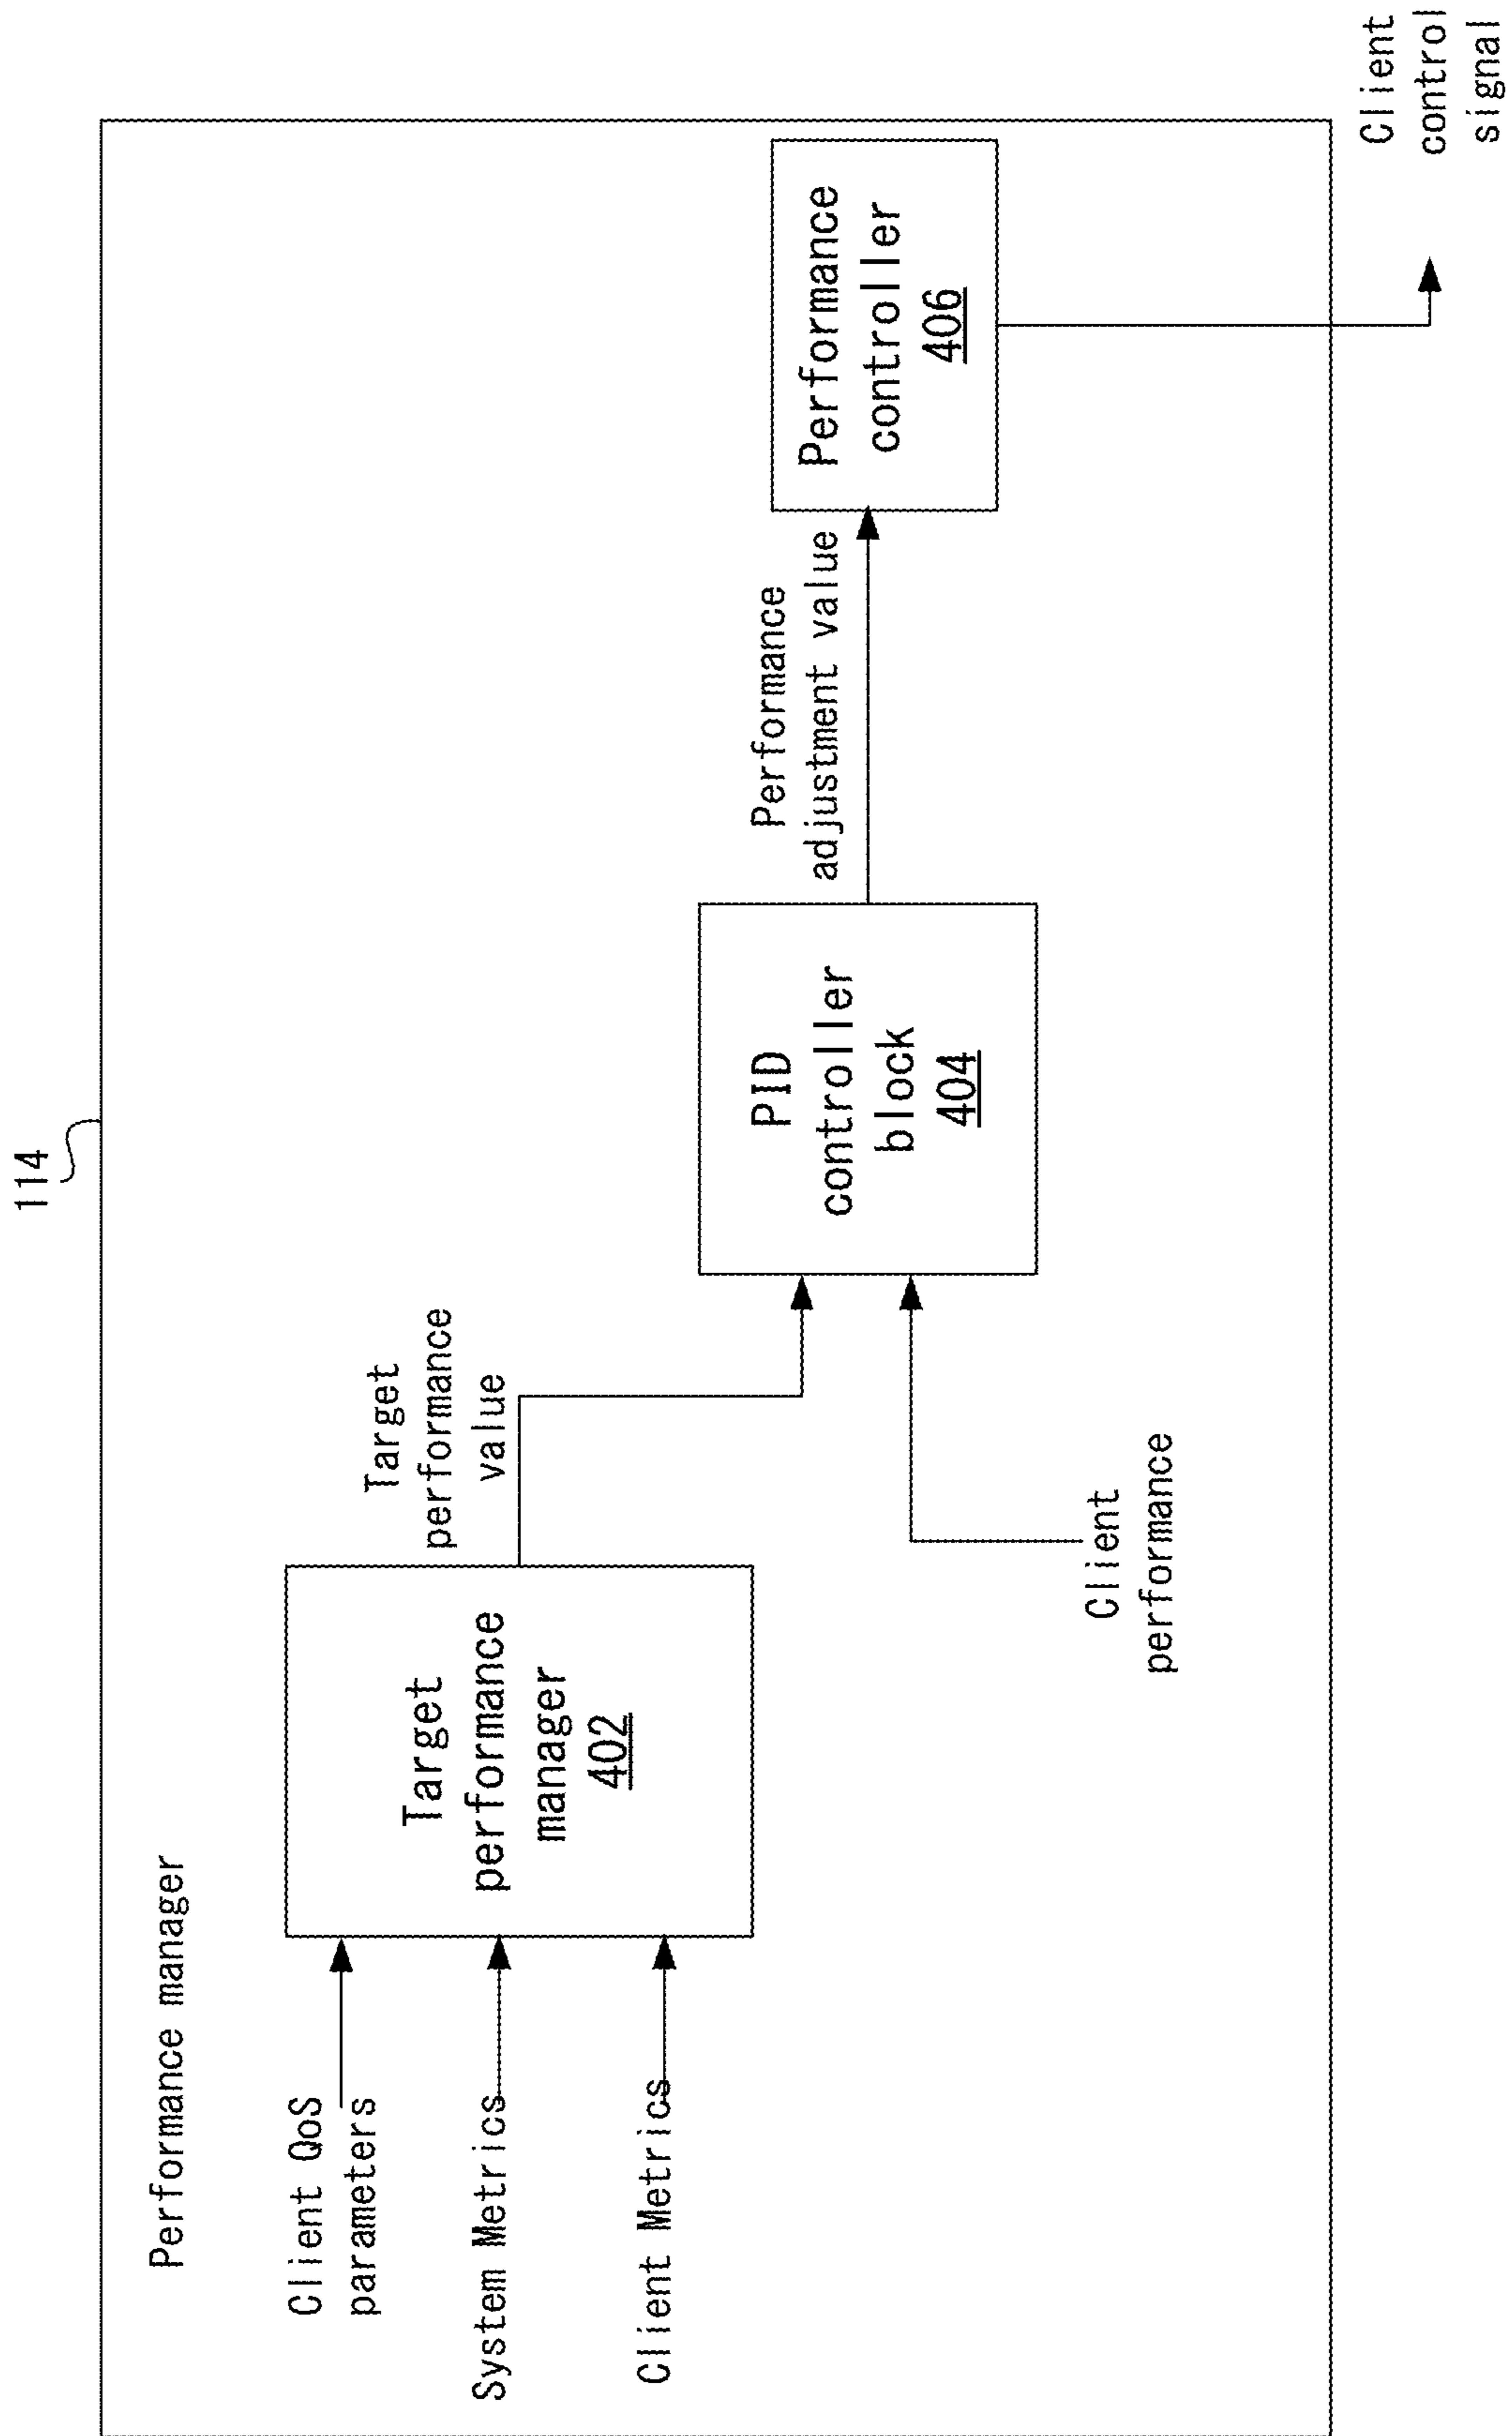 114
Performance manager
Client QoS
parameters
System Metrics
Client Metrics
Target
performance
manager
402
Target
performance
value
Client
performance
PID
controller
block
404
Performance
adjustment value
Performance
controller
406
Client
control
signal